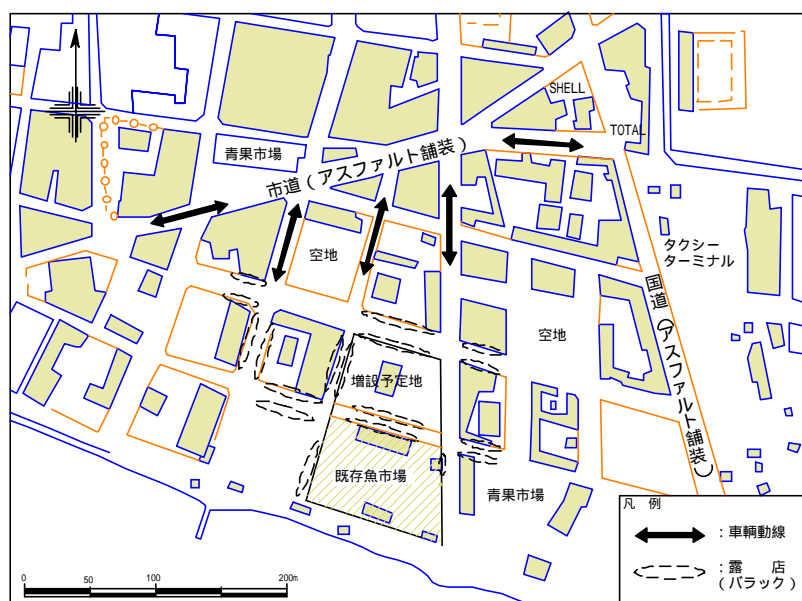 SHELL
TOTAL
青果市場
市道(アスファルト舗装)
空地
タクシー
ターミナル
国道(アスファルト舗装)
空地
増設予定地
既存魚市場
青果市場
凡 例
:車輌動線
:露 店
(バラック)
0 50 100 200m